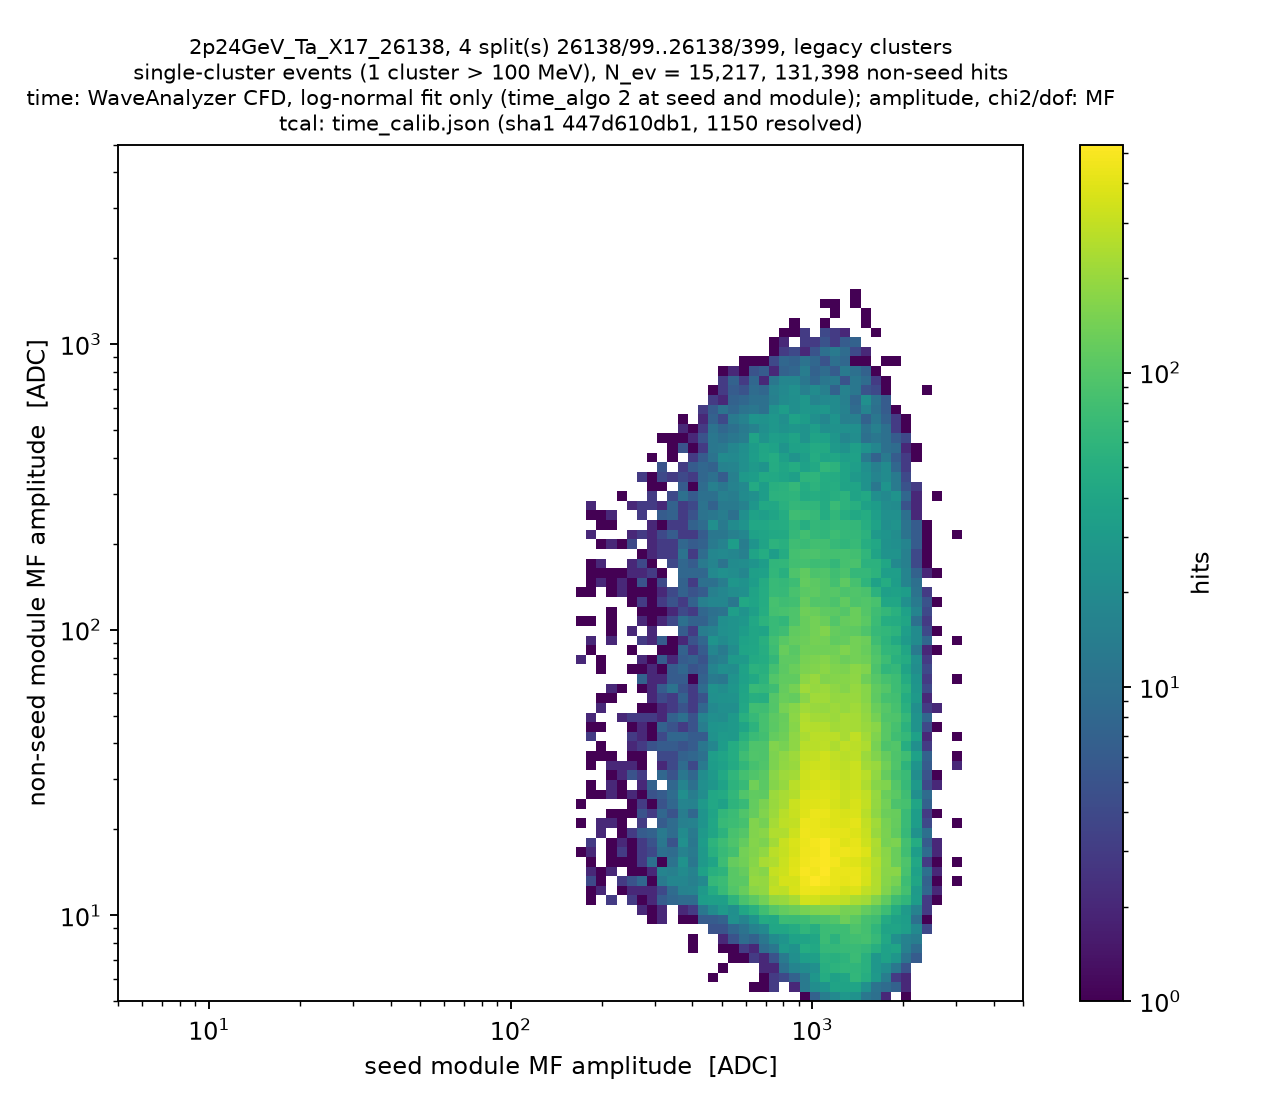 2p24GeV_Ta_X17_26138, 4 split(s) 26138/99..26138/399, legacy clusters
single-cluster events (1 cluster > 100 MeV), N_ev = 15,217, 131,398 non-seed hits
time: WaveAnalyzer CFD, log-normal fit only (time_algo 2 at seed and module); amplitude, chi2/dof: MF
tcal: time_calib.json (sha1 447d610db1, 1150 resolved)
non-seed module MF amplitude [ADC]
10³
10²
10¹
10¹ 10² 10³
seed module MF amplitude [ADC]
10²
10¹
10⁰
hits